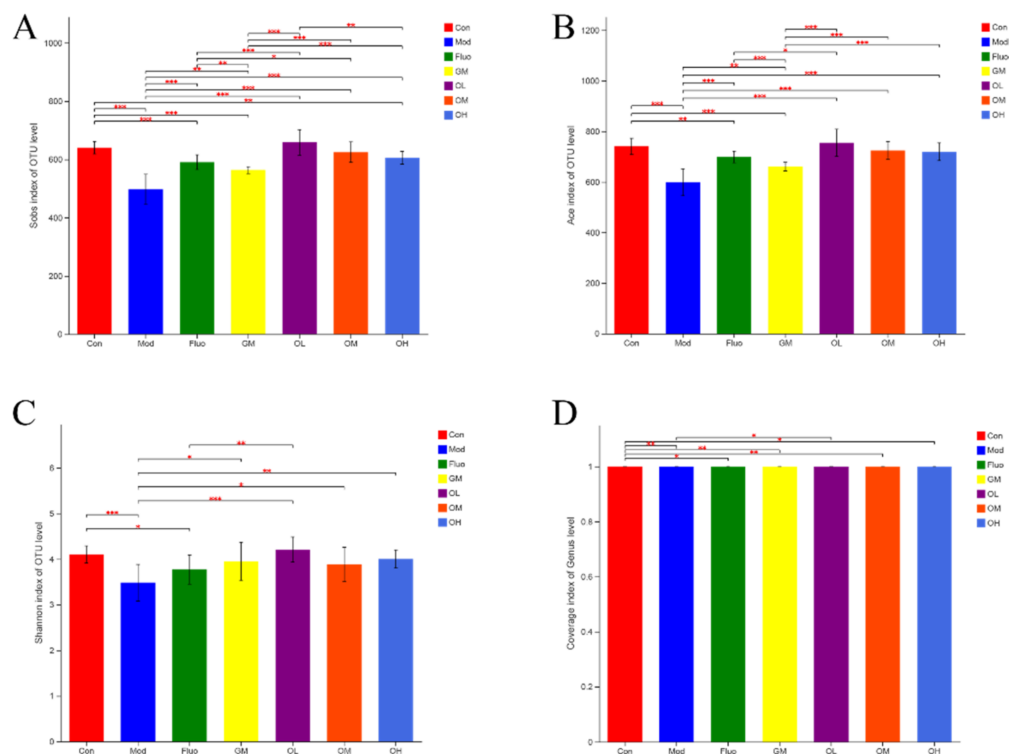 A
Sobs index of OTU level
1000
800
600
400
200
0
Con Mod Fluo GM OL OM OH
**
***
***
***
***
*
**
**
***
***
***
***
**
***
***
***
Con
Mod
Fluo
GM
OL
OM
OH
B
Ace index of OTU level
1200
1000
800
600
400
200
0
Con Mod Fluo GM OL OM OH
***
***
***
*
***
**
***
***
***
***
***
***
**
Con
Mod
Fluo
GM
OL
OM
OH
C
Shannon index of OTU level
6
5
4
3
2
1
0
Con Mod Fluo GM OL OM OH
**
*
**
*
***
***
*
Con
Mod
Fluo
GM
OL
OM
OH
D
Coverage index of Genus level
1
0.8
0.6
0.4
0.2
0
Con Mod Fluo GM OL OM OH
*
*
**
**
**
*
Con
Mod
Fluo
GM
OL
OM
OH